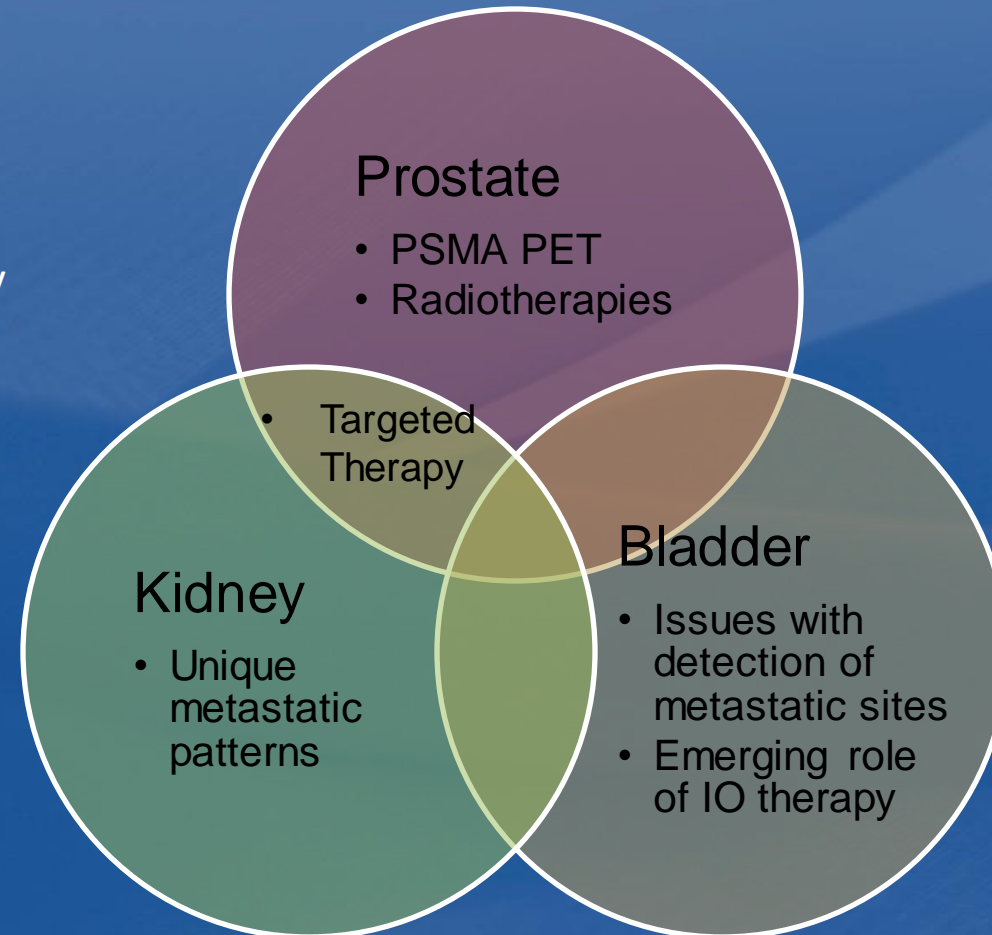 Prostate
• PSMA PET
• Radiotherapies
• Targeted
Therapy
Kidney
• Unique
metastatic
patterns
Bladder
• Issues with
detection of
metastatic sites
• Emerging role
of IO therapy